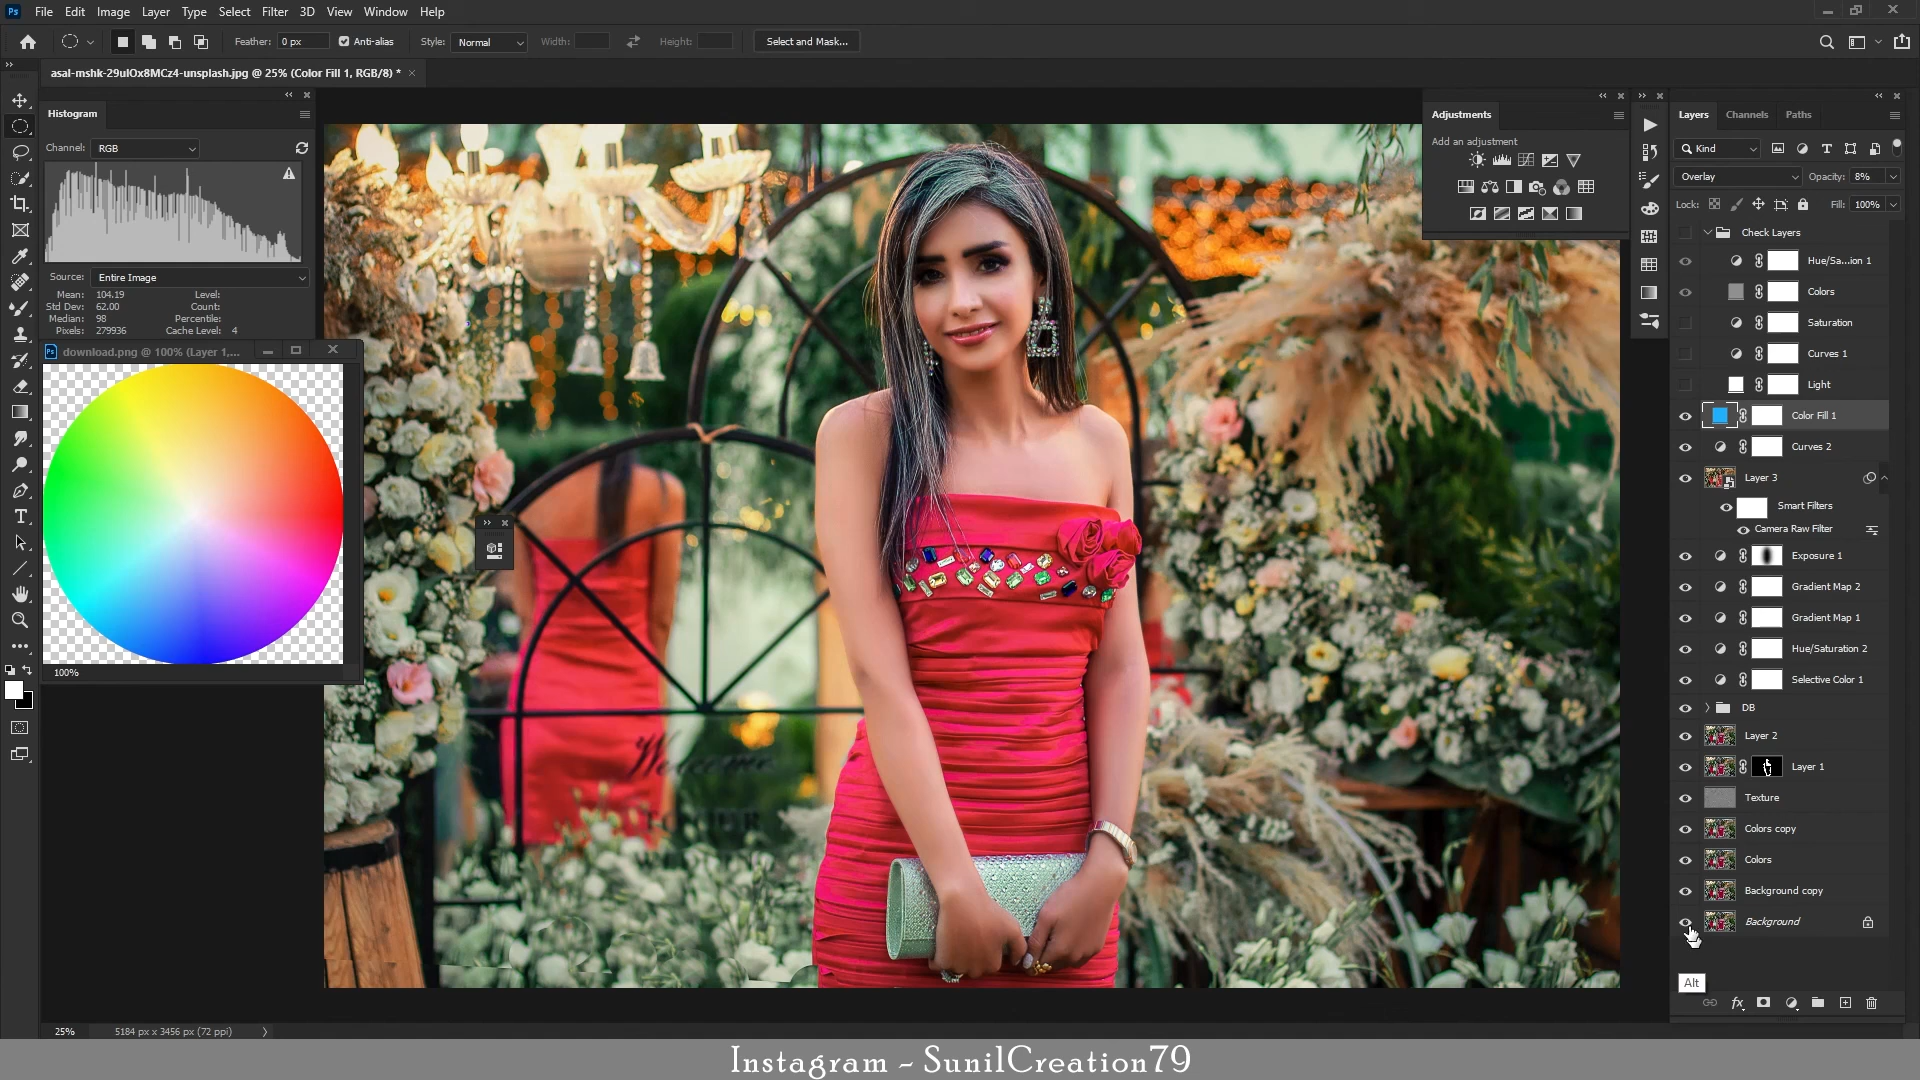 Ps File Edit Image Layer Type Select Filter 3D View Window Help
Feather: 0 px Anti-alias Style: Normal Width: Height: Select and Mask...
asal-mshk-29ulOx8MCz4-unsplash.jpg @ 25% (Color Fill 1, RGB/8) *
Histogram
Channel: RGB
Source: Entire Image
Mean: 104.19 Level:
Std Dev: 62.00 Count:
Median: 98 Percentile:
Pixels: 279936 Cache Level: 4
Ps download.png @ 100% (Layer 1,...
100%
Welcome
25% 5184 px x 3456 px (72 ppi)
Adjustments
Add an adjustment
Layers Channels Paths
Kind
Overlay Opacity: 8%
Lock: Fill: 100%
Check Layers
Hue/Sa...ion 1
Colors
Saturation
Curves 1
Light
Color Fill 1
Curves 2
Layer 3
Smart Filters
Camera Raw Filter
Exposure 1
Gradient Map 2
Gradient Map 1
Hue/Saturation 2
Selective Color 1
DB
Layer 2
Layer 1
Texture
Colors copy
Colors
Background copy
Background
Alt
fx
Instagram - SunilCreation79